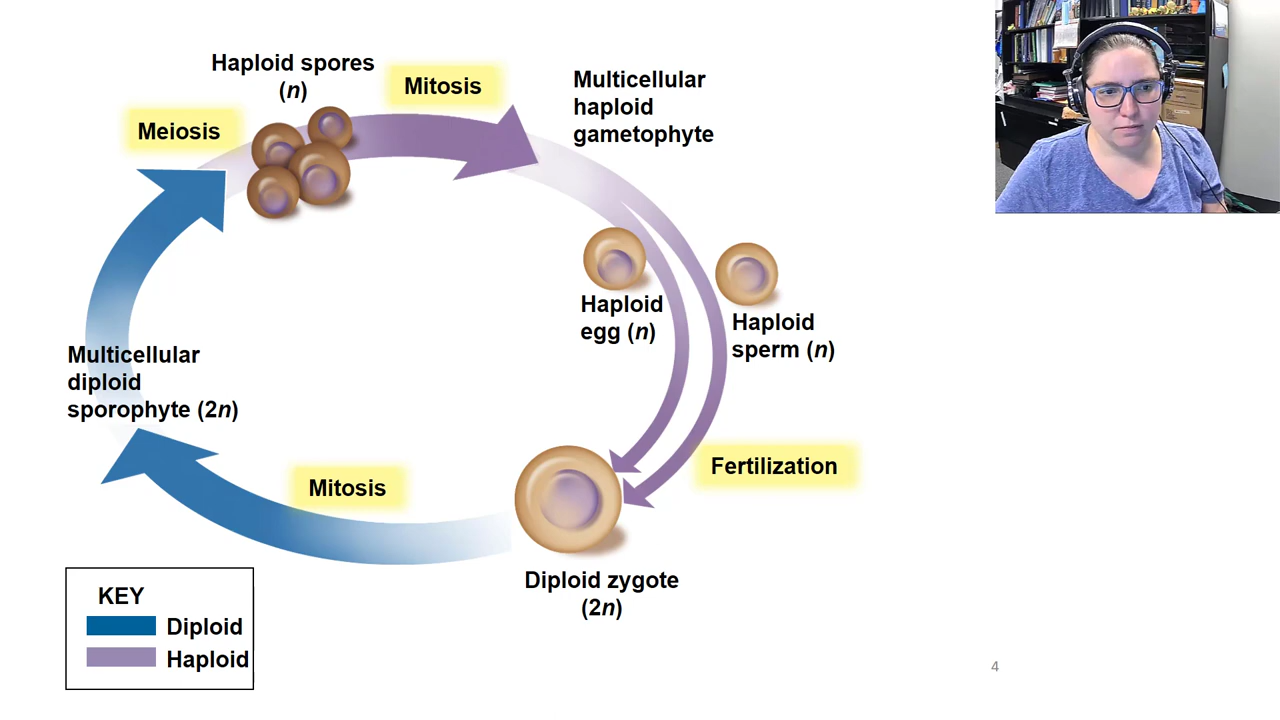 Haploid spores
(n)
Mitosis
Multicellular
haploid
gametophyte
Meiosis
Haploid
egg (n)
Haploid
sperm (n)
Multicellular
diploid
sporophyte (2n)
Fertilization
Mitosis
Diploid zygote
(2n)
KEY
Diploid
Haploid
4